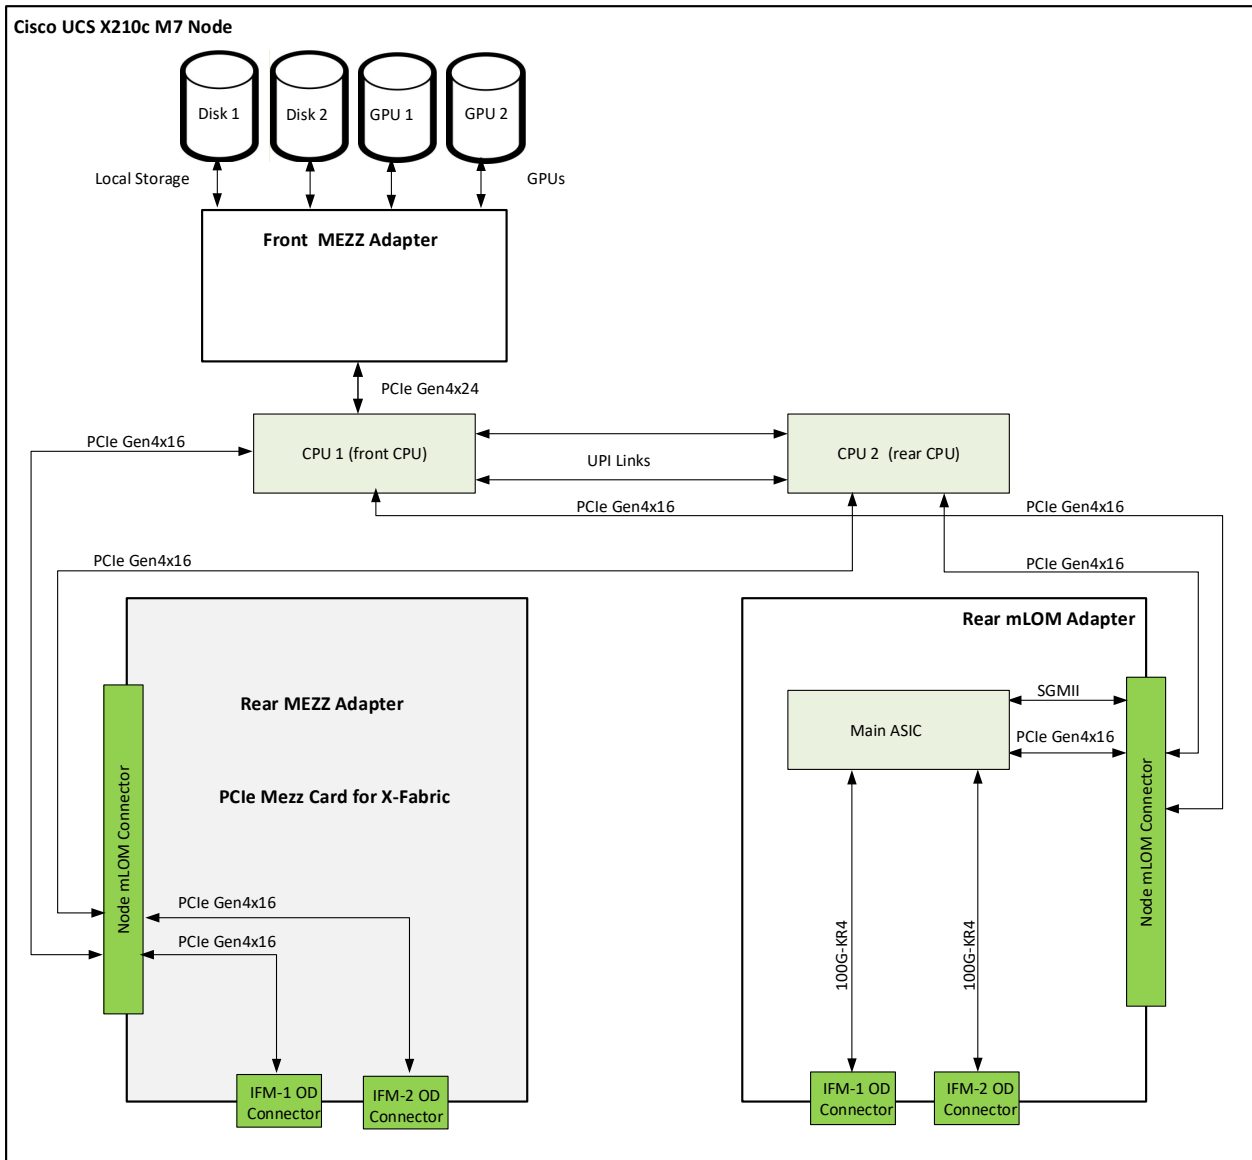 Cisco UCS X210c M7 Node
Disk 1
Disk 2
GPU 1
GPU 2
Local Storage
GPUs
Front  MEZZ Adapter
PCIe Gen4x24
PCIe Gen4x16
CPU 1 (front CPU)
CPU 2  (rear CPU)
UPI Links
PCIe Gen4x16
PCIe Gen4x16
PCIe Gen4x16
PCIe Gen4x16
Rear MEZZ Adapter
PCIe Mezz Card for X-Fabric
Node mLOM Connector
PCIe Gen4x16
PCIe Gen4x16
IFM-1 OD
Connector
IFM-2 OD
Connector
Rear mLOM Adapter
SGMII
Main ASIC
PCIe Gen4x16
Node mLOM Connector
100G-KR4
100G-KR4
IFM-1 OD
Connector
IFM-2 OD
Connector